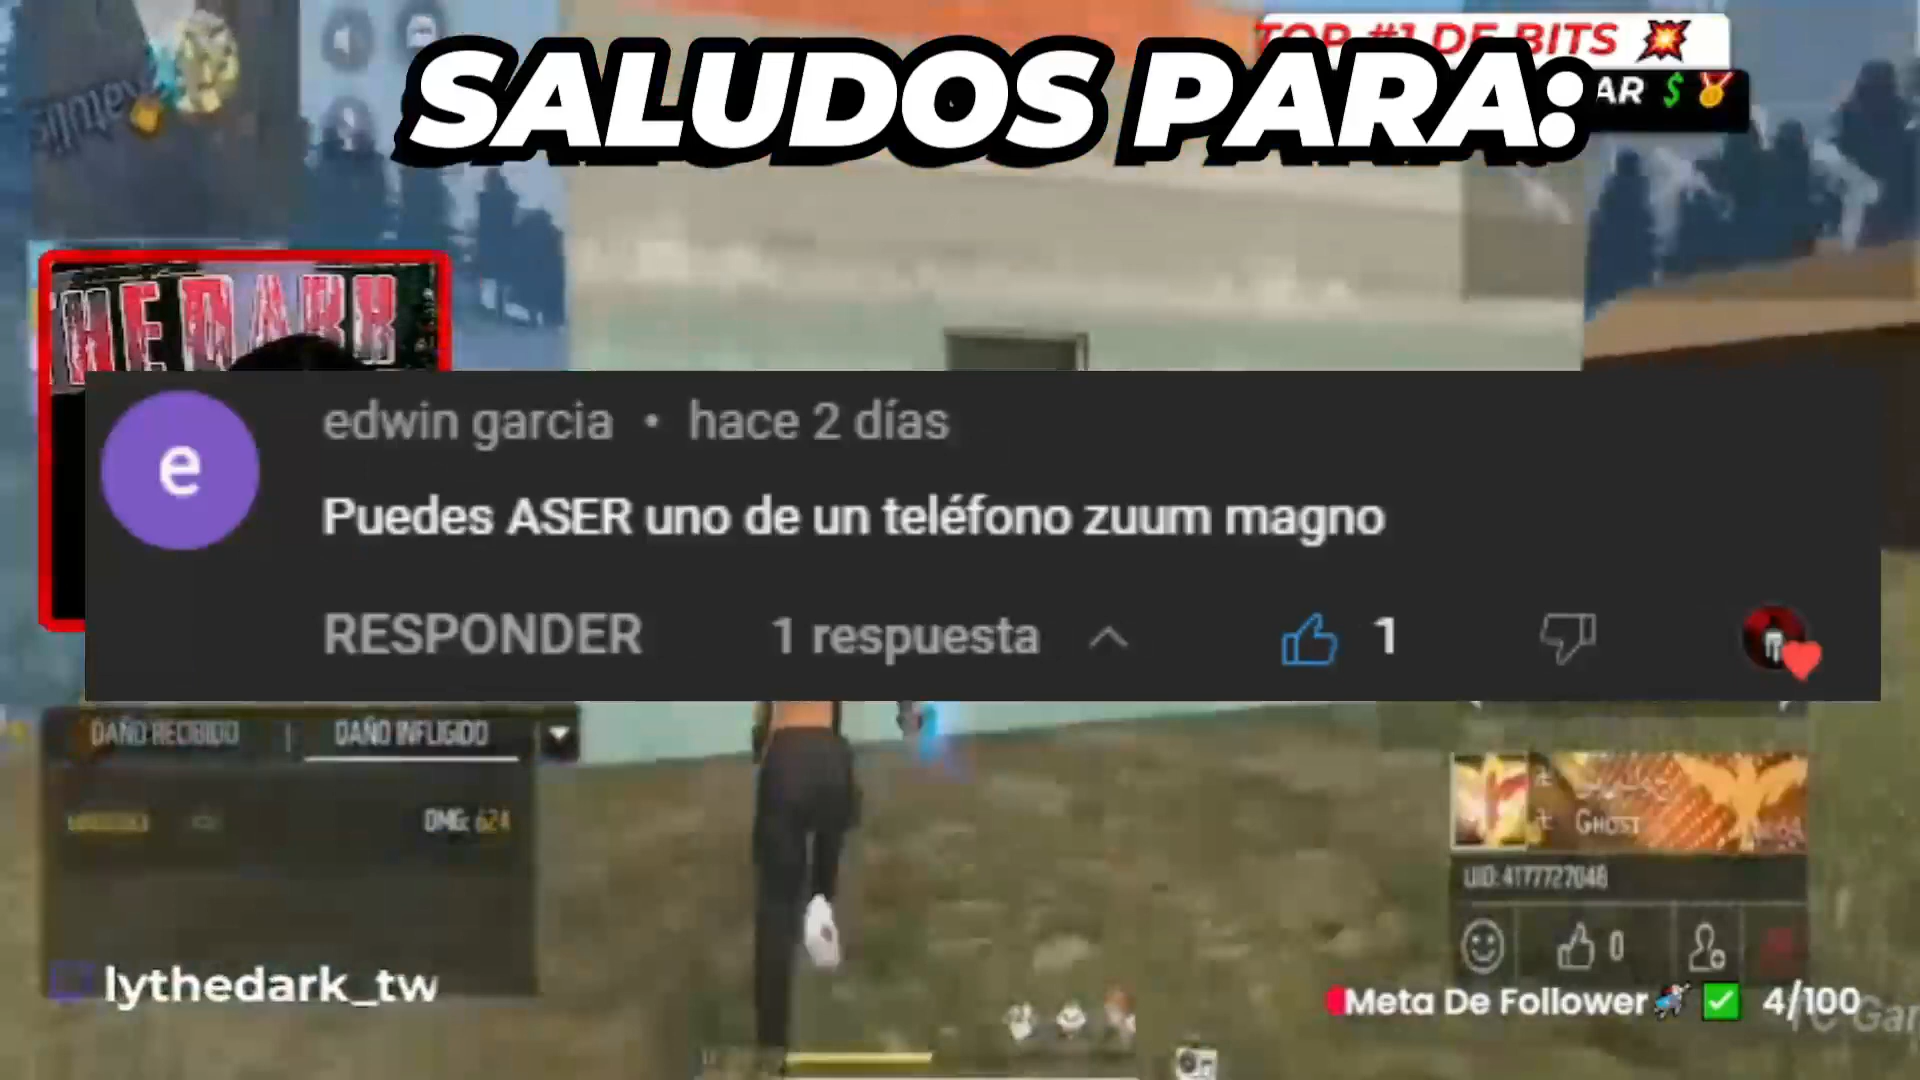 TOP #1 DE BITS
SALUDOS PARA:
AR $
THE DARK
e
edwin garcia • hace 2 días
Puedes ASER uno de un teléfono zuum magno
RESPONDER 1 respuesta 1
DAÑO RECIBIDO | DAÑO INFLIGIDO
DMG: 624
GHOST
UID: 4177727048
0
lythedark_tw
Meta De Follower 4/100